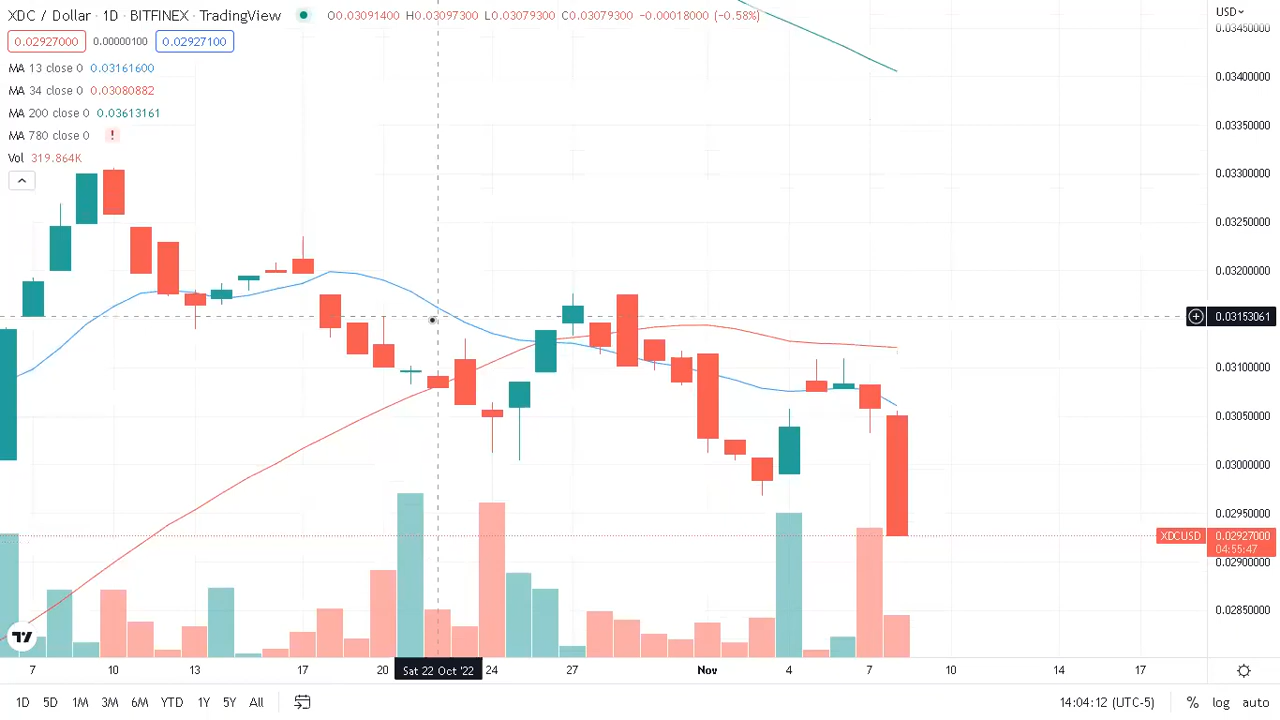 XDC / Dollar · 1D · BITFINEX · TradingView O0.03091400 H0.03097300 L0.03079300 C0.03079300 -0.00018000 (-0.58%)
USD
0.02927000 0.00000100 0.02927100
MA 13 close 0 0.03161600
MA 34 close 0 0.03080882
MA 200 close 0 0.03613161
MA 780 close 0 !
Vol 319.864K
0.03450000
0.03400000
0.03350000
0.03300000
0.03250000
0.03200000
0.03153061
0.03100000
0.03050000
0.03000000
0.02950000
XDCUSD 0.02927000
04:55:47
0.02900000
0.02850000
7 10 13 17 20 Sat 22 Oct '22 24 27 Nov 4 7 10 14 17
1D 5D 1M 3M 6M YTD 1Y 5Y All 14:04:12 (UTC-5) % log auto